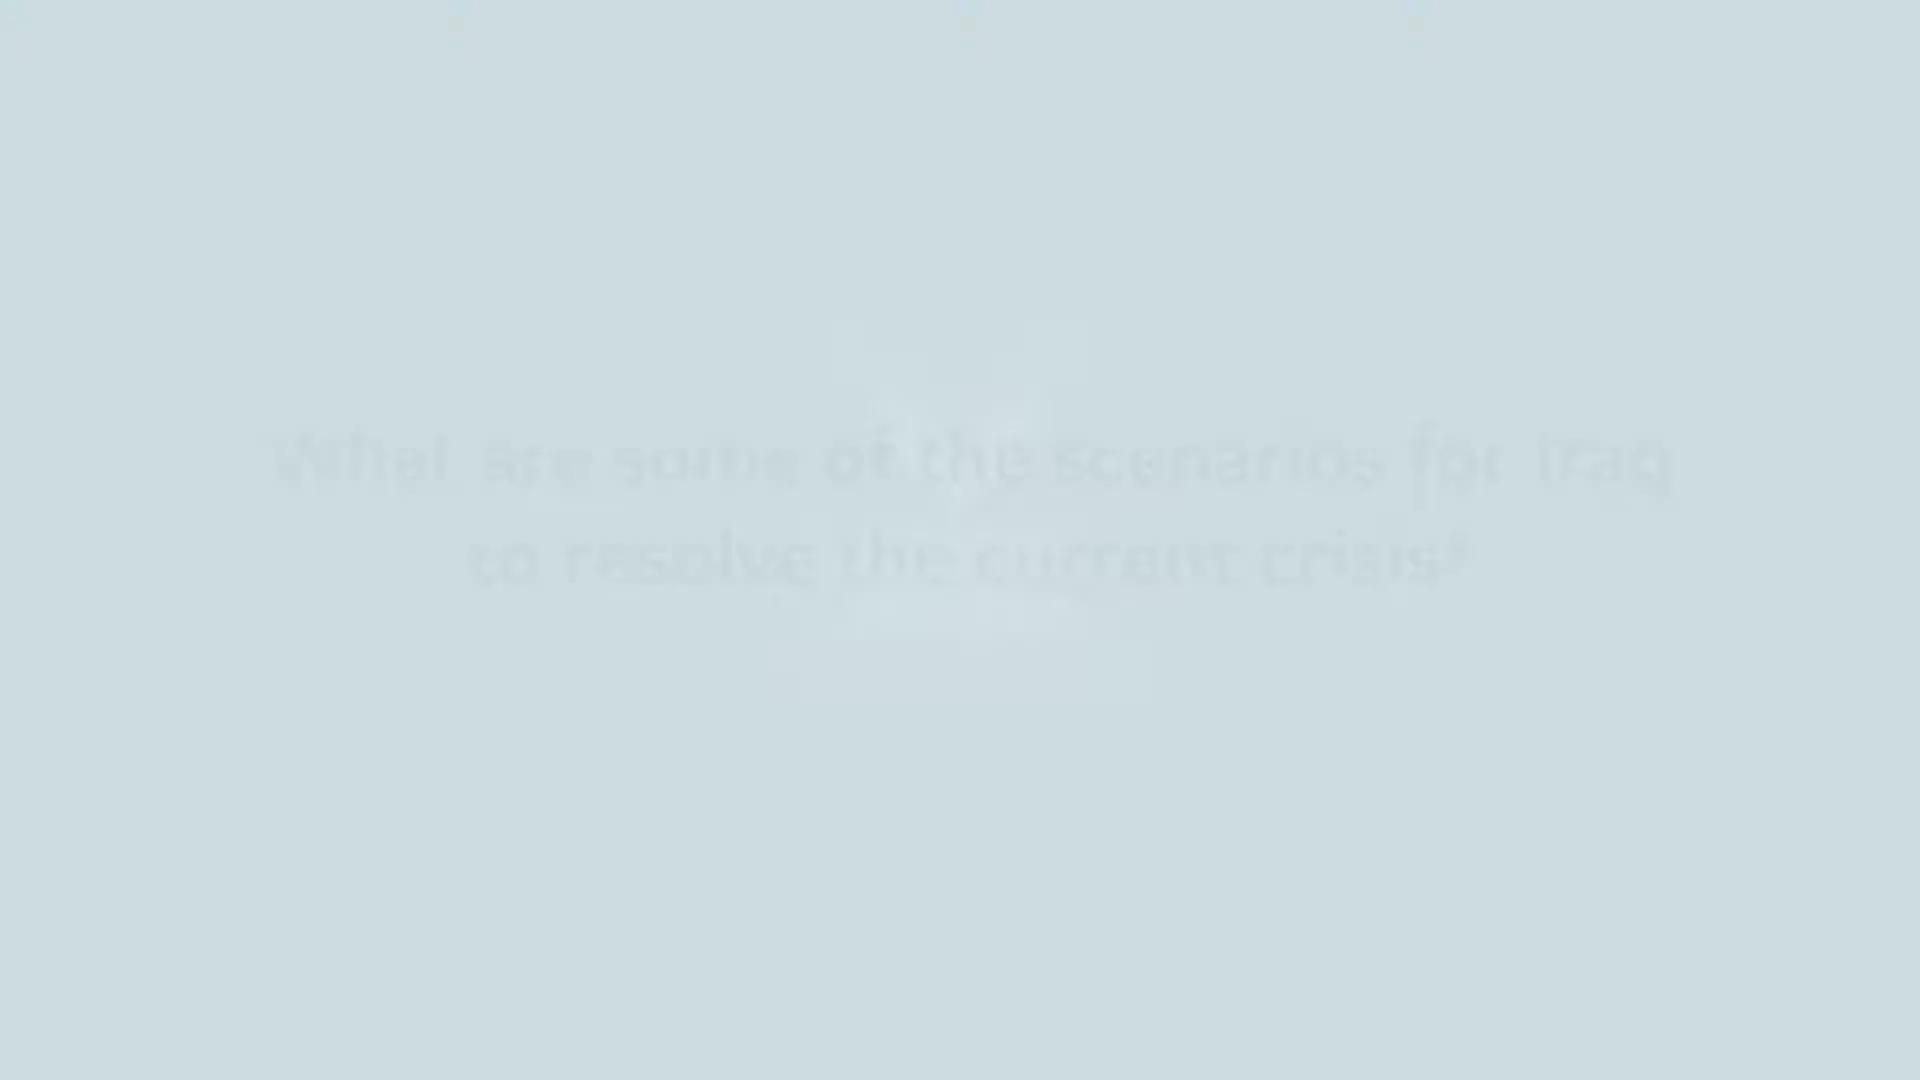 What are some of the scenarios for Iraq
to resolve the current crisis?